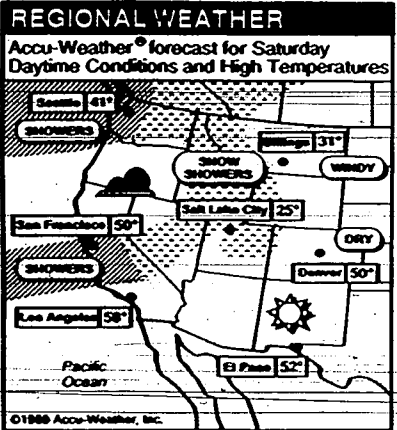 REGIONAL WEATHER
Accu-Weather® forecast for Saturday
Daytime Conditions and High Temperatures
Seattle 41°
SHOWERS
Billings 31°
SNOW
SHOWERS
WINDY
Salt Lake City 25°
San Francisco 50°
DRY
SHOWERS
Denver 50°
Los Angeles 58°
El Paso 52°
Pacific
Ocean
Accu-Weather, Inc.